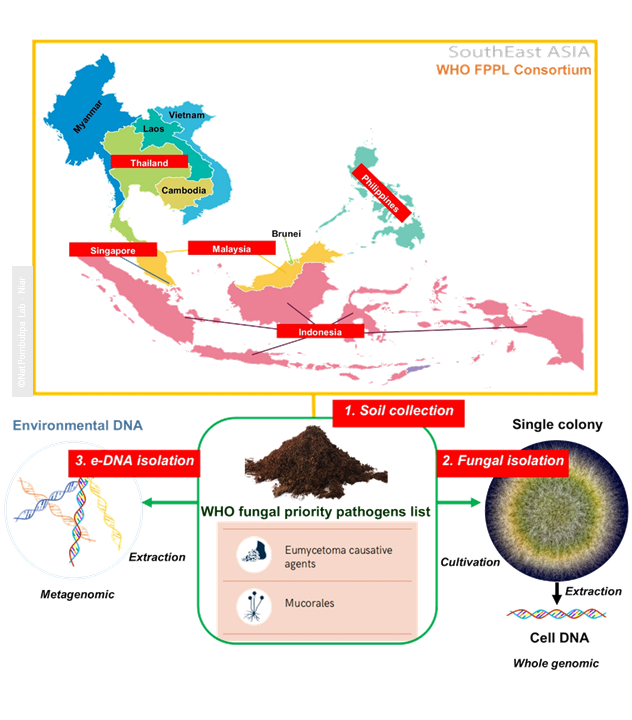 SouthEast ASIA
WHO FPPL Consortium
Myanmar
Vietnam
Laos
Thailand
Cambodia
Philippines
Brunei
Singapore
Malaysia
Indonesia
©Nat Pombubpa Lab - Nan
1. Soil collection
Environmental DNA
Single colony
3. e-DNA isolation
2. Fungal isolation
WHO fungal priority pathogens list
Eumycetoma causative
agents
Extraction
Cultivation
Metagenomic
Mucorales
Extraction
Cell DNA
Whole genomic